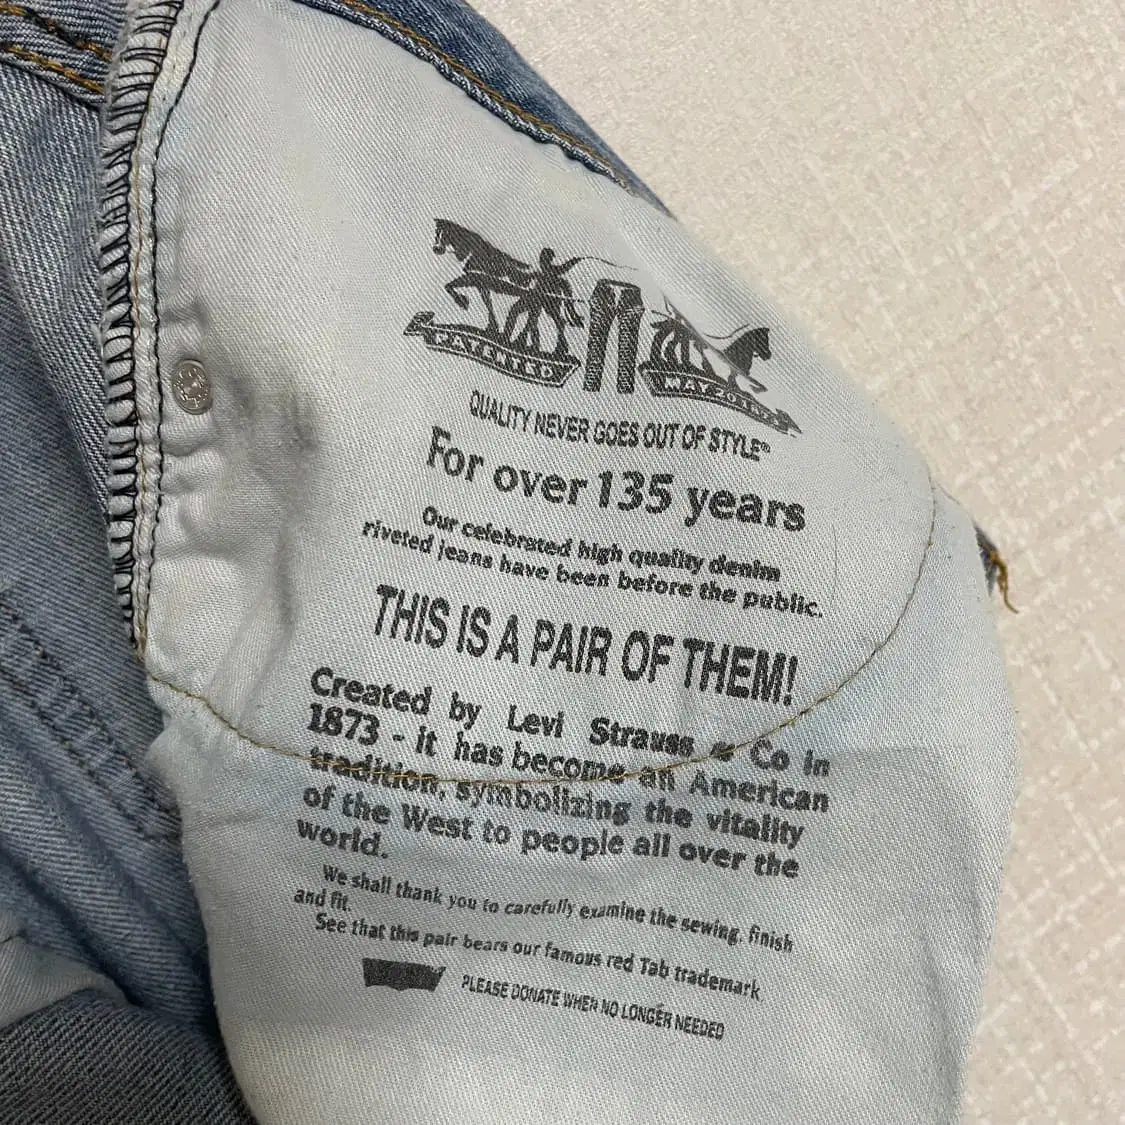 PATENTED
MAY 20 1873
QUALITY NEVER GOES OUT OF STYLE®
For over 135 years
Our celebrated high quality denim
riveted jeans have been before the public.
THIS IS A PAIR OF THEM!
Created by Levi Strauss & Co in
1873 - it has become an American
tradition, symbolizing the vitality
of the West to people all over the
world.
We shall thank you to carefully examine the sewing, finish
and fit.
See that this pair bears our famous red Tab trademark
PLEASE DONATE WHEN NO LONGER NEEDED